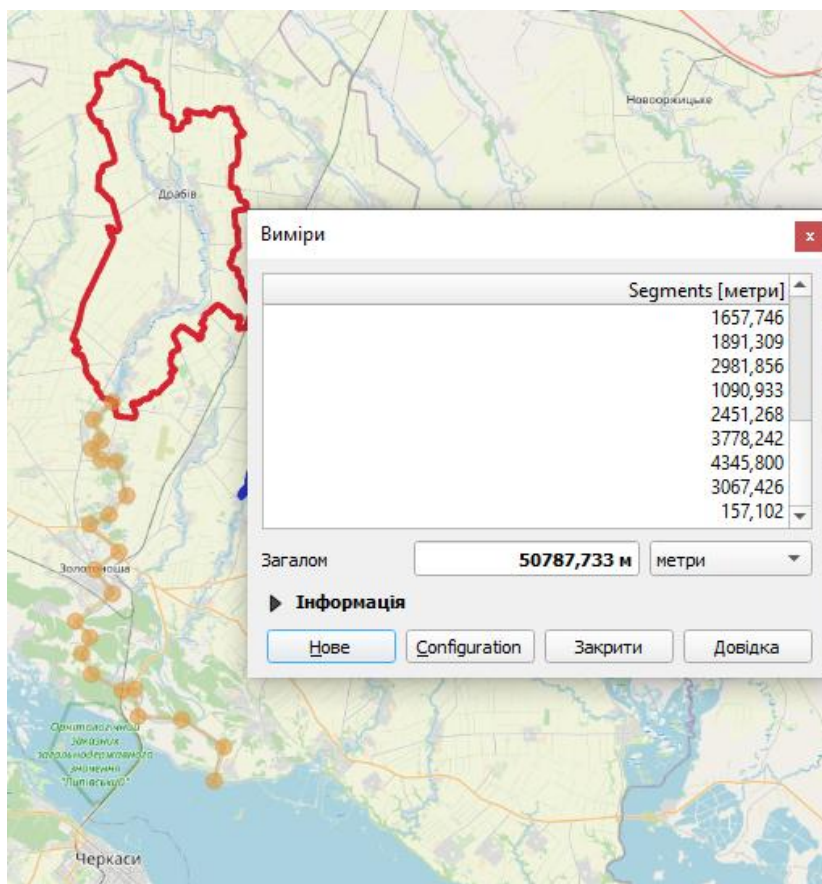 Новооржицьке
Драбів
Виміри
x
Segments [метри]
1657,746
1891,309
2981,856
1090,933
2451,268
3778,242
4345,800
3067,426
157,102
Загалом
50787,733 м
метри
Інформація
Нове
Configuration
Закрити
Довідка
Золотоноша
Орнітологічний
Заказник
загальнодержавного
значення
"Липівський"
Черкаси